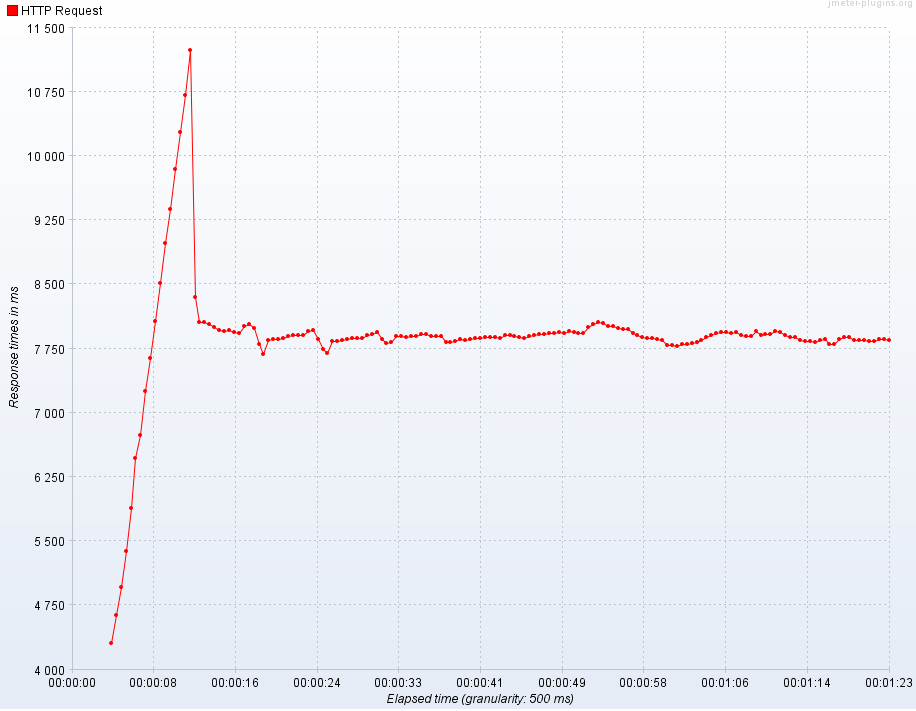 jmeter-plugins.org
HTTP Request
11 500
10 750
10 000
9 250
8 500
7 750
7 000
6 250
5 500
4 750
4 000
Response times in ms
00:00:00 00:00:08 00:00:16 00:00:24 00:00:33 00:00:41 00:00:49 00:00:58 00:01:06 00:01:14 00:01:23
Elapsed time (granularity: 500 ms)